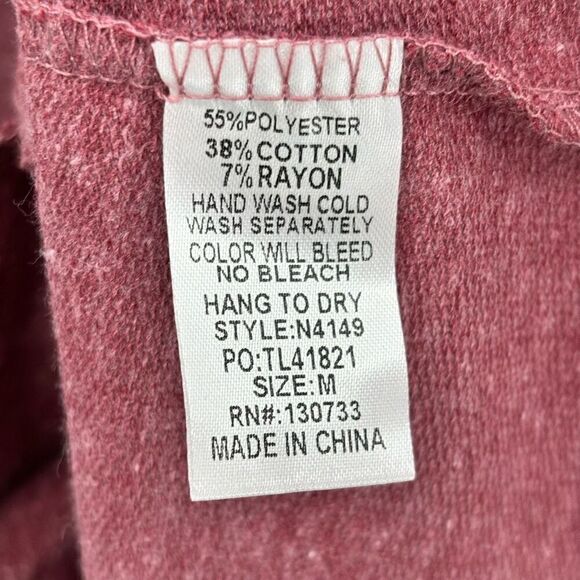 55%POLYESTER
38%COTTON
7%RAYON
HAND WASH COLD
WASH SEPARATELY
COLOR WILL BLEED
NO BLEACH
HANG TO DRY
STYLE:N4149
PO:TL41821
SIZE:M
RN#:130733
MADE IN CHINA